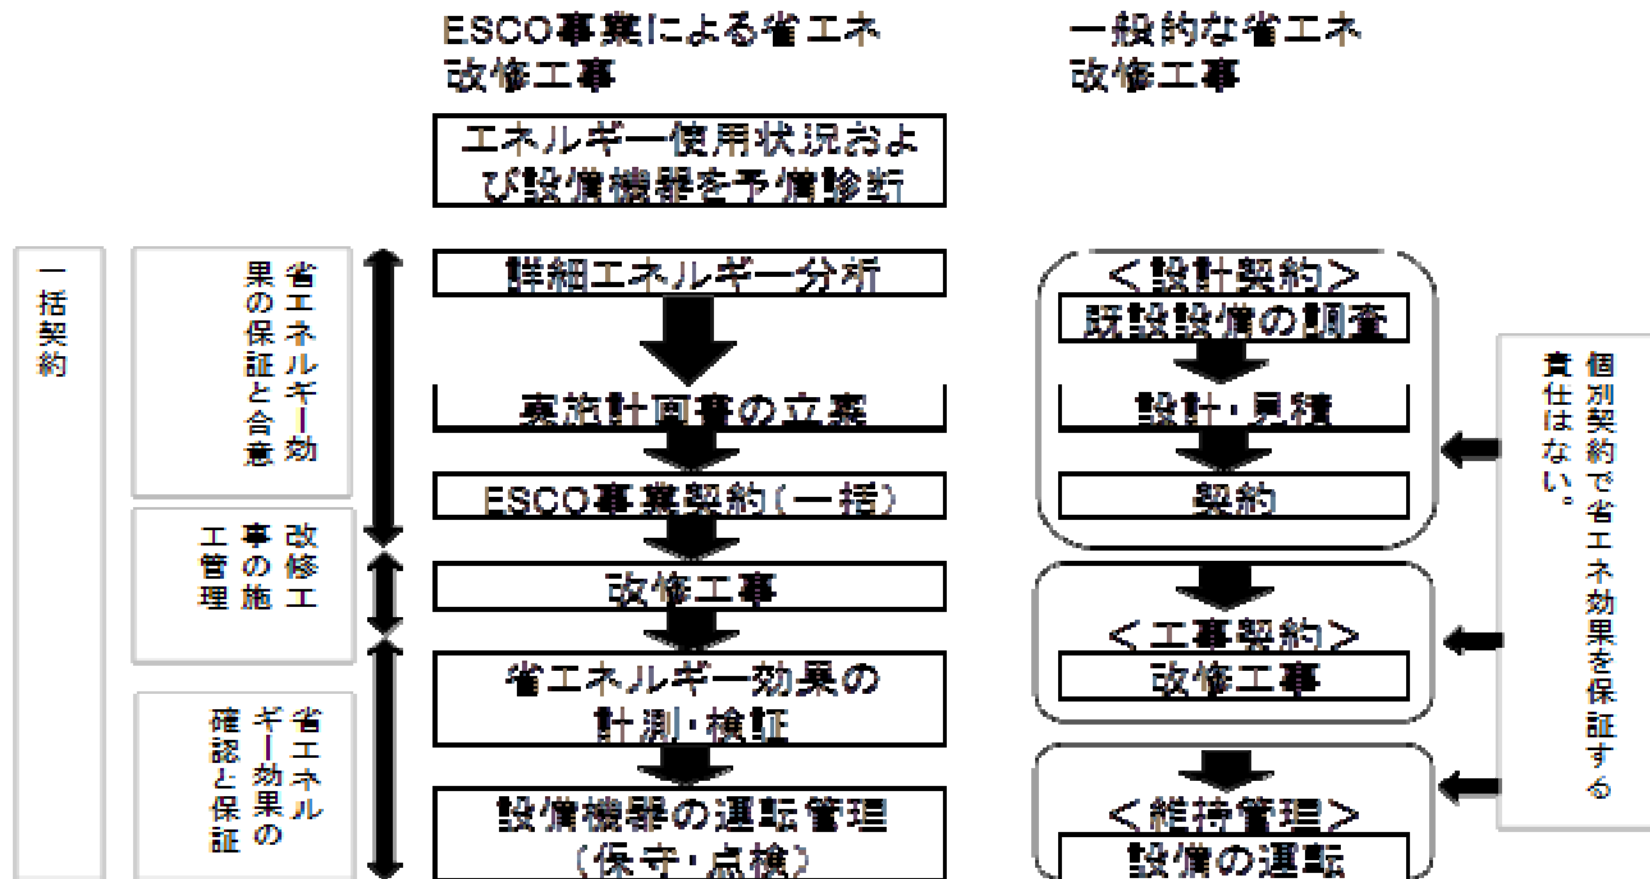 ESCO事業による省エネ
改修工事
一般的な省エネ
改修工事
エネルギー使用状況およ
び設備機器を予備診断
一括契約
省エネルギー効
果の保証と合意
改修工
事の施
工管理
省エネル
ギー効果の
確認と保証
詳細エネルギー分析
実施計画書の立案
ESCO事業契約(一括)
改修工事
省エネルギー効果の
計測・検証
設備機器の運転管理
(保守・点検)
<設計契約>
既設設備の調査
設計・見積
契約
<工事契約>
改修工事
<維持管理>
設備の運転
個別契約で省エネ効果を保証する
責任はない。